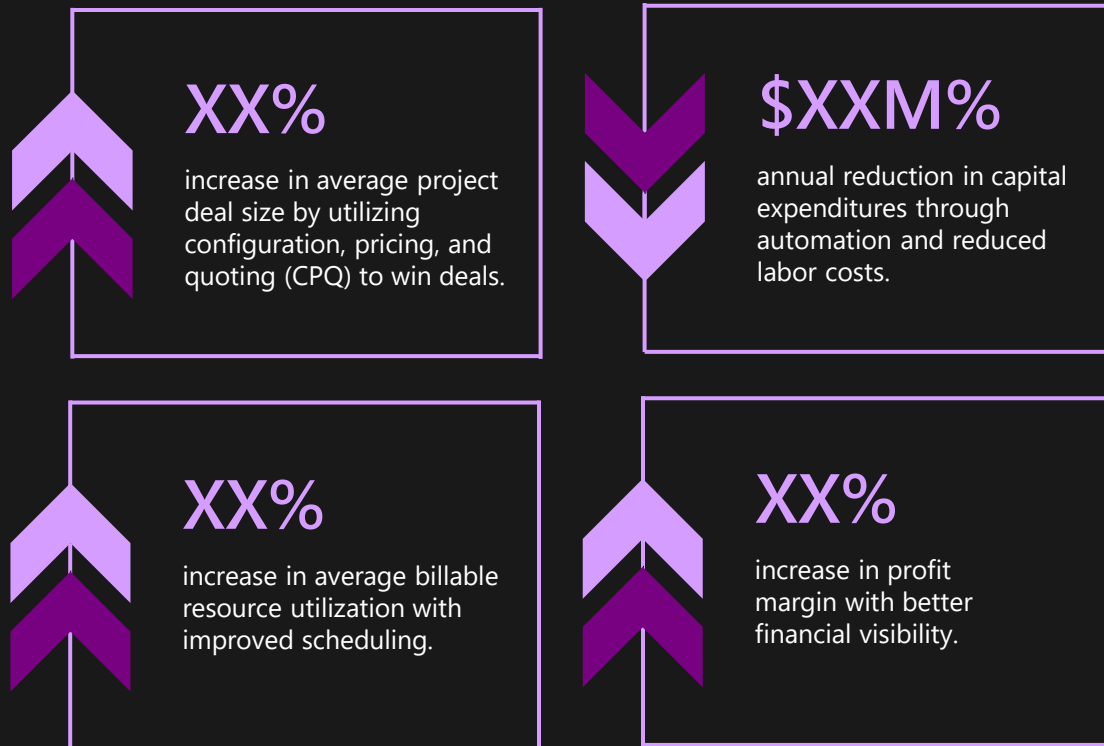 XX%
increase in average project
deal size by utilizing
configuration, pricing, and
quoting (CPQ) to win deals.
$XXM%
annual reduction in capital
expenditures through
automation and reduced
labor costs.
XX%
increase in average billable
resource utilization with
improved scheduling.
XX%
increase in profit
margin with better
financial visibility.